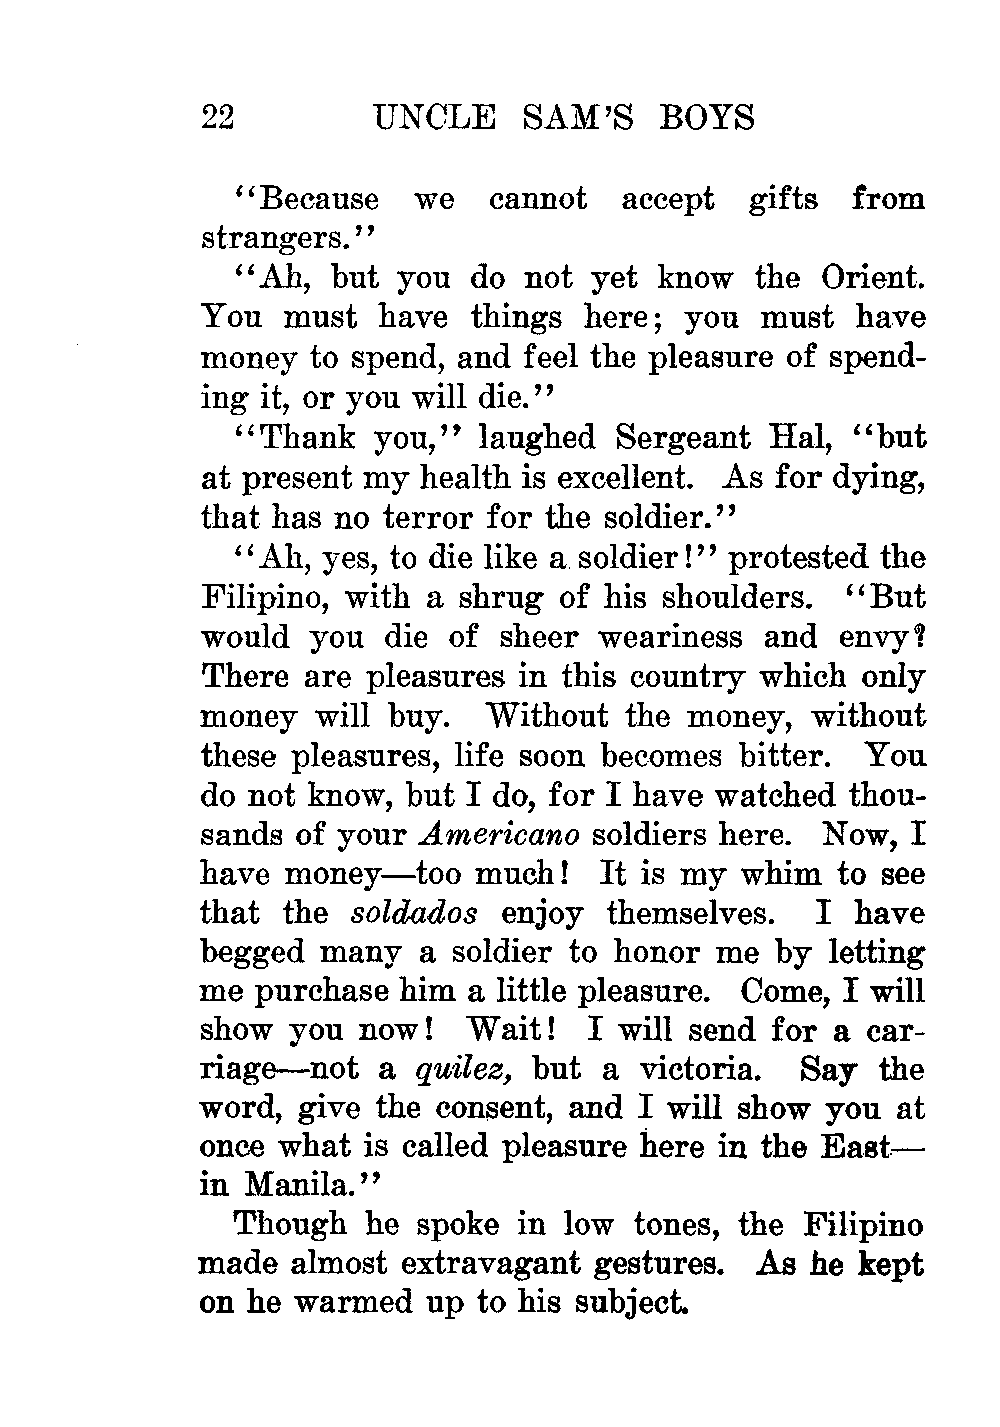 22 UNCLE SAM'S BOYS
"Because we cannot accept gifts from
strangers."
"Ah, but you do not yet know the Orient.
You must have things here; you must have
money to spend, and feel the pleasure of spend-
ing it, or you will die."
"Thank you," laughed Sergeant Hal, "but
at present my health is excellent. As for dying,
that has no terror for the soldier."
"Ah, yes, to die like a soldier!" protested the
Filipino, with a shrug of his shoulders. "But
would you die of sheer weariness and envy?
There are pleasures in this country which only
money will buy. Without the money, without
these pleasures, life soon becomes bitter. You
do not know, but I do, for I have watched thou-
sands of your Americano soldiers here. Now, I
have money—too much! It is my whim to see
that the soldados enjoy themselves. I have
begged many a soldier to honor me by letting
me purchase him a little pleasure. Come, I will
show you now! Wait! I will send for a car-
riage—not a quilez, but a victoria. Say the
word, give the consent, and I will show you at
once what is called pleasure here in the East—
in Manila."
Though he spoke in low tones, the Filipino
made almost extravagant gestures. As he kept
on he warmed up to his subject.